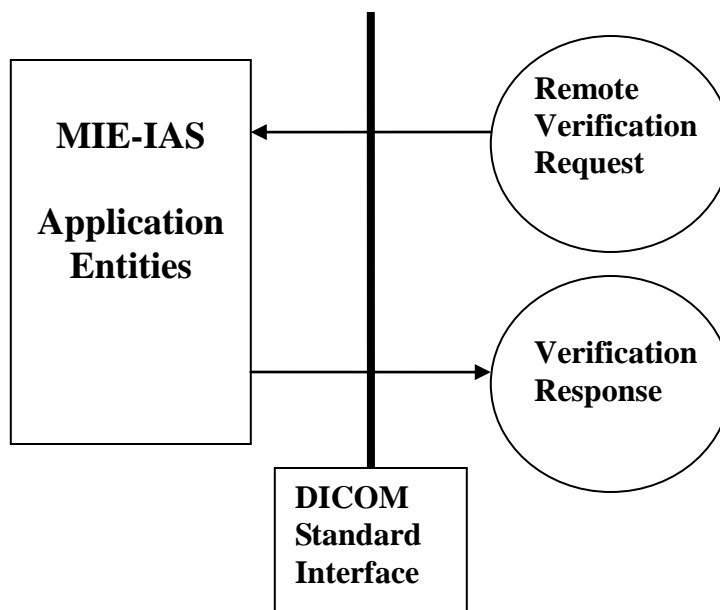 MIE-IAS
Application
Entities
Remote
Verification
Request
Verification
Response
DICOM
Standard
Interface